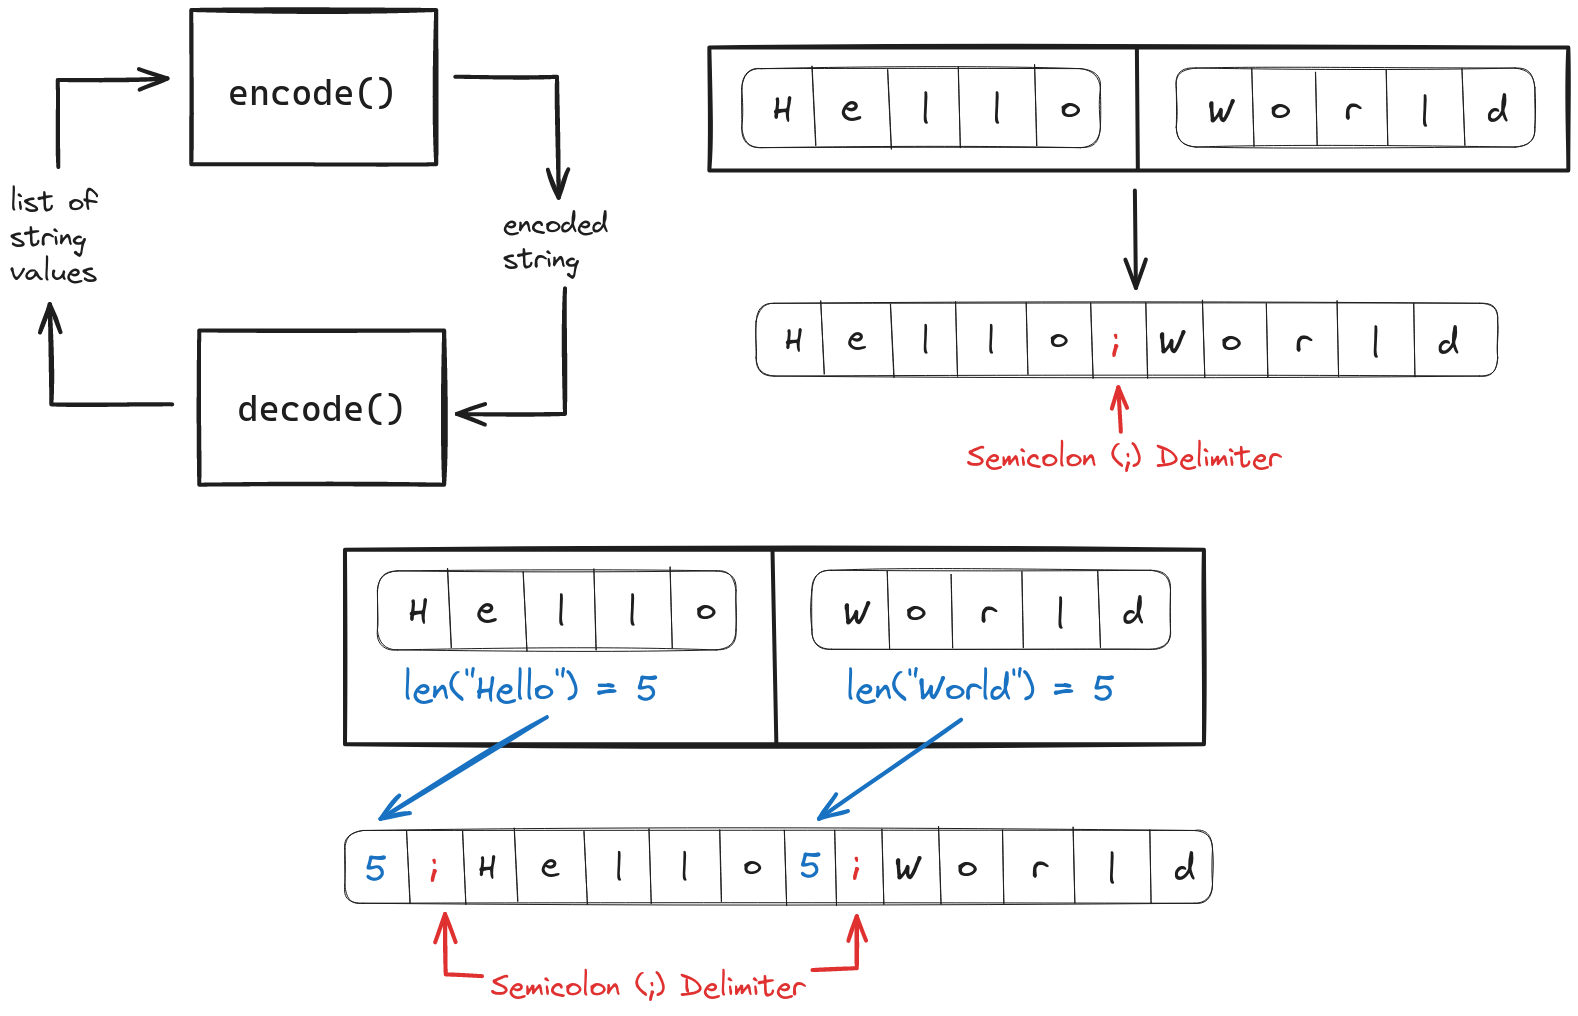 encode()
list of
string
values
encoded
string
decode()
H e l l o
W o r l d
H e l l o ; W o r l d
Semicolon (;) Delimiter
H e l l o
W o r l d
len("Hello") = 5
len("World") = 5
5 ; H e l l o 5 ; W o r l d
Semicolon (;) Delimiter